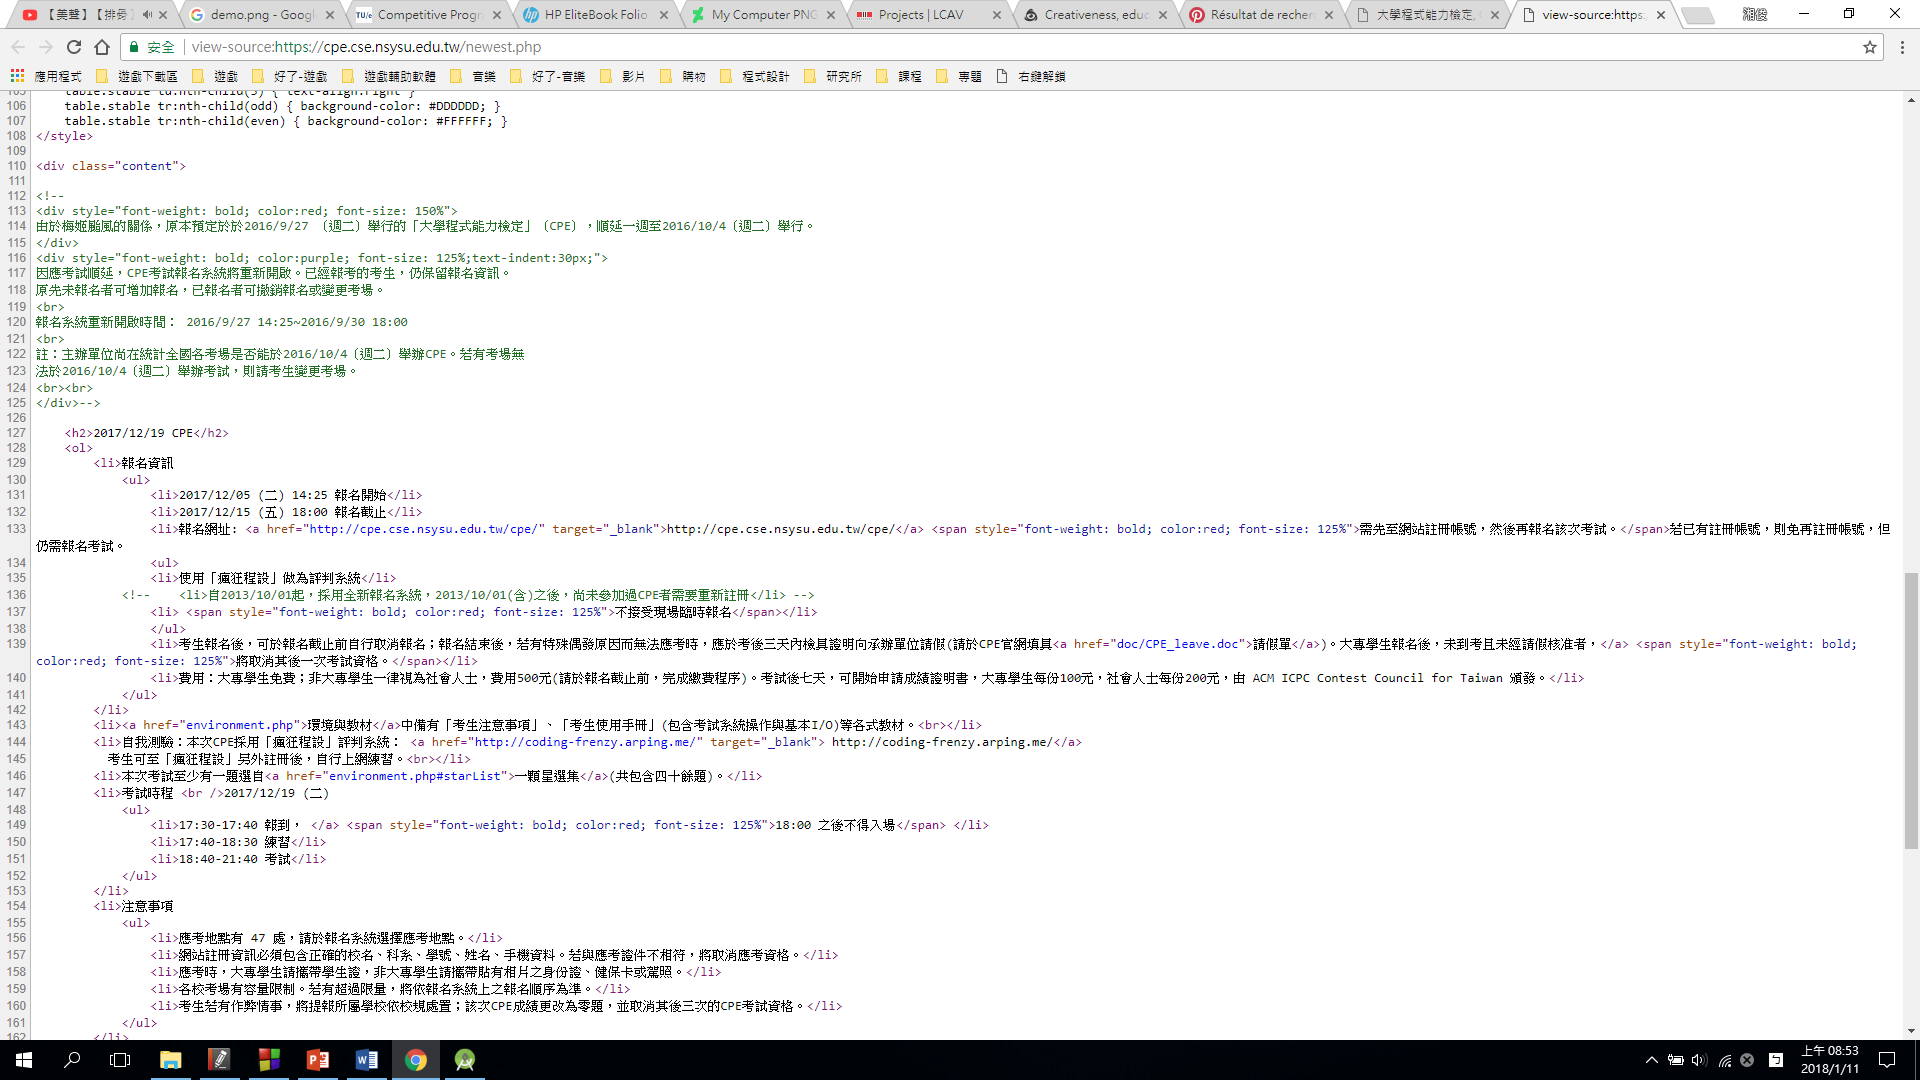 【美聲】【排骨
demo.png - Googl
Competitive Progr
HP EliteBook Folio
My Computer PNG
Projects | LCAV
Creativeness, educ
Résultat de recher
大學程式能力檢定,
view-source:https:
湘俊
安全 view-source:https://cpe.cse.nsysu.edu.tw/newest.php
應用程式 遊戲下載區 遊戲 好了-遊戲 遊戲輔助軟體 音樂 好了-音樂 影片 購物 程式設計 研究所 課程 專題 右鍵解鎖
105 table.stable td:nth-child(5) { text-align:right }
106 table.stable tr:nth-child(odd) { background-color: #DDDDDD; }
107 table.stable tr:nth-child(even) { background-color: #FFFFFF; }
108 </style>
109
110 <div class="content">
111
112 <!--
113 <div style="font-weight: bold; color:red; font-size: 150%">
114 由於梅姬颱風的關係，原本預定於於2016/9/27 （週二）舉行的「大學程式能力檢定」（CPE），順延一週至2016/10/4（週二）舉行。
115 </div>
116 <div style="font-weight: bold; color:purple; font-size: 125%;text-indent:30px;">
117 因應考試順延，CPE考試報名系統將重新開啟。已經報考的考生，仍保留報名資訊。
118 原先未報名者可增加報名，已報名者可撤銷報名或變更考場。
119 <br>
120 報名系統重新開啟時間： 2016/9/27 14:25~2016/9/30 18:00
121 <br>
122 註：主辦單位尚在統計全國各考場是否能於2016/10/4（週二）舉辦CPE。若有考場無
123 法於2016/10/4（週二）舉辦考試，則請考生變更考場。
124 <br><br>
125 </div>-->
126
127 <h2>2017/12/19 CPE</h2>
128 <ol>
129 <li>報名資訊
130 <ul>
131 <li>2017/12/05 (二) 14:25 報名開始</li>
132 <li>2017/12/15 (五) 18:00 報名截止</li>
133 <li>報名網址: <a href="http://cpe.cse.nsysu.edu.tw/cpe/" target="_blank">http://cpe.cse.nsysu.edu.tw/cpe/</a> <span style="font-weight: bold; color:red; font-size: 125%">需先至網站註冊帳號，然後再報名該次考試。</span>若已有註冊帳號，則免再註冊帳號，但
仍需報名考試。
134 <ul>
135 <li>使用「瘋狂程設」做為評判系統</li>
136 <!-- <li>自2013/10/01起，採用全新報名系統，2013/10/01(含)之後，尚未參加過CPE者需要重新註冊</li> -->
137 <li> <span style="font-weight: bold; color:red; font-size: 125%">不接受現場臨時報名</span></li>
138 </ul>
139 <li>考生報名後，可於報名截止前自行取消報名；報名結束後，若有特殊偶發原因而無法應考時，應於考後三天內檢具證明向承辦單位請假(請於CPE官網填具<a href="doc/CPE_leave.doc">請假單</a>)。大專學生報名後，未到考且未經請假核准者，</a> <span style="font-weight: bold;
color:red; font-size: 125%">將取消其後一次考試資格。</span></li>
140 <li>費用：大專學生免費；非大專學生一律視為社會人士，費用500元(請於報名截止前，完成繳費程序)。考試後七天，可開始申請成績證明書，大專學生每份100元，社會人士每份200元，由 ACM ICPC Contest Council for Taiwan 頒發。</li>
141 </ul>
142 </li>
143 <li><a href="environment.php">環境與教材</a>中備有「考生注意事項」、「考生使用手冊」(包含考試系統操作與基本I/O)等各式教材。<br></li>
144 <li>自我測驗：本次CPE採用「瘋狂程設」評判系統： <a href="http://coding-frenzy.arping.me/" target="_blank"> http://coding-frenzy.arping.me/</a>
145 考生可至「瘋狂程設」另外註冊後，自行上網練習。<br></li>
146 <li>本次考試至少有一題選自<a href="environment.php#starList">一顆星選集</a>(共包含四十餘題)。</li>
147 <li>考試時程 <br />2017/12/19 (二)
148 <ul>
149 <li>17:30-17:40 報到， </a> <span style="font-weight: bold; color:red; font-size: 125%">18:00 之後不得入場</span> </li>
150 <li>17:40-18:30 練習</li>
151 <li>18:40-21:40 考試</li>
152 </ul>
153 </li>
154 <li>注意事項
155 <ul>
156 <li>應考地點有 47 處，請於報名系統選擇應考地點。</li>
157 <li>網站註冊資訊必須包含正確的校名、科系、學號、姓名、手機資料。若與應考證件不相符，將取消應考資格。</li>
158 <li>應考時，大專學生請攜帶學生證，非大專學生請攜帶貼有相片之身份證、健保卡或駕照。</li>
159 <li>各校考場有容量限制。若有超過限量，將依報名系統上之報名順序為準。</li>
160 <li>考生若有作弊情事，將提報所屬學校依校規處置；該次CPE成績更改為零題，並取消其後三次的CPE考試資格。</li>
161 </ul>
162 </li>
上午 08:53
2018/1/11